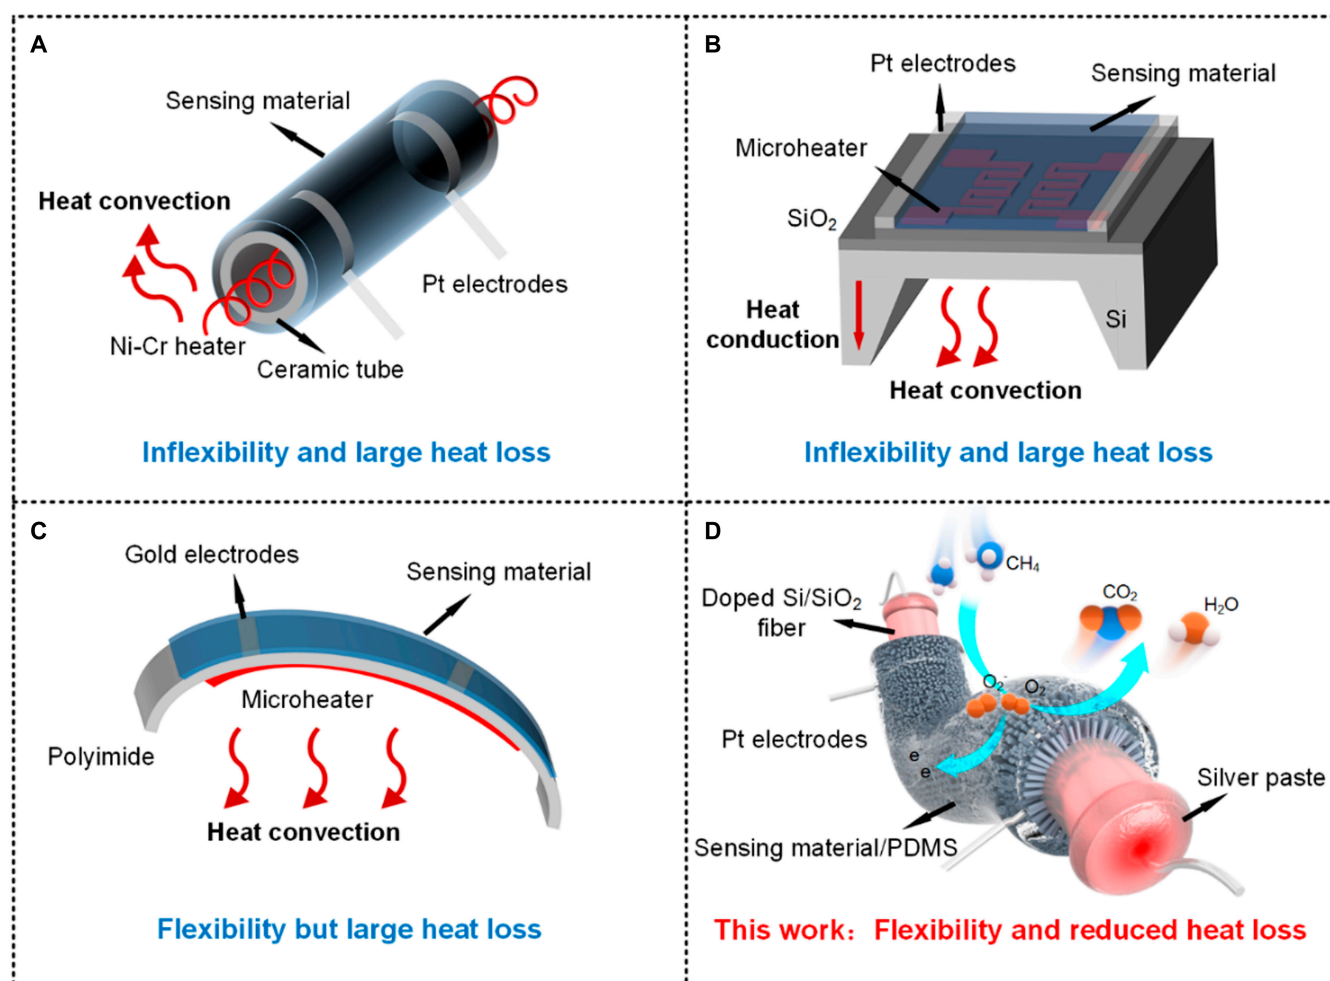 A
Sensing material
Heat convection
Pt electrodes
Ni-Cr heater
Ceramic tube
Inflexibility and large heat loss
B
Pt electrodes
Sensing material
Microheater
SiO₂
Heat
conduction
Si
Heat convection
Inflexibility and large heat loss
C
Gold electrodes
Sensing material
Microheater
Polyimide
Heat convection
Flexibility but large heat loss
D
CH₄
Doped Si/SiO₂
fiber
CO₂
H₂O
O₂⁻
O₂⁻
Pt electrodes
e⁻
e⁻
Silver paste
Sensing material/PDMS
This work: Flexibility and reduced heat loss